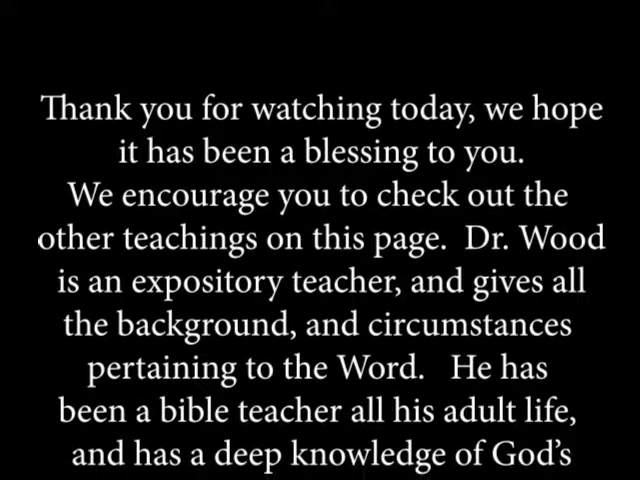 Thank you for watching today, we hope
it has been a blessing to you.
We encourage you to check out the
other teachings on this page.  Dr. Wood
is an expository teacher, and gives all
the background, and circumstances
pertaining to the Word.   He has
been a bible teacher all his adult life,
and has a deep knowledge of God’s